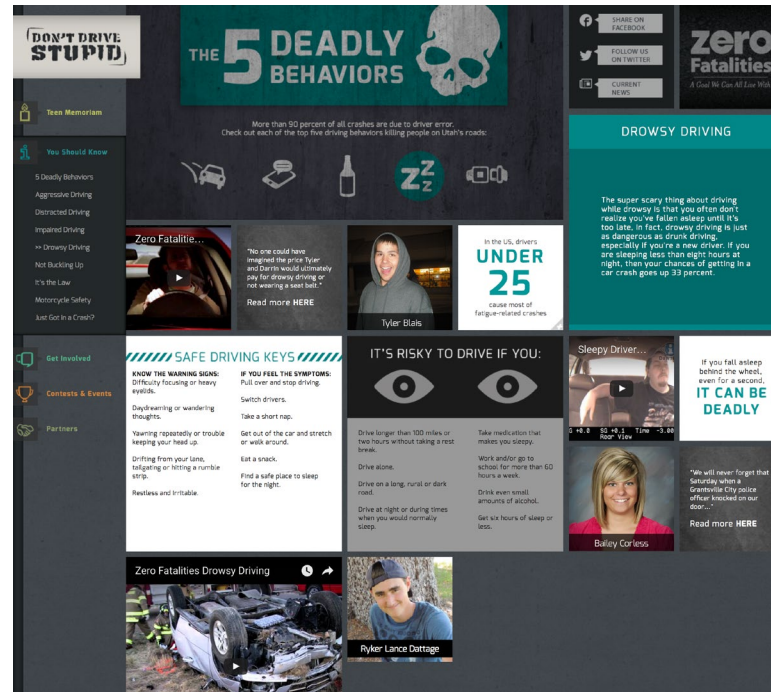 DON'T DRIVE
STUPID
Teen Memoriam
You Should Know
5 Deadly Behaviors
Aggressive Driving
Distracted Driving
Impaired Driving
>> Drowsy Driving
Not Buckling Up
It's the Law
Motorcycle Safety
Just Got In a Crash?
Get Involved
Contests & Events
Partners
THE 5 DEADLY
BEHAVIORS
More than 90 percent of all crashes are due to driver error.
Check out each of the top five driving behaviors killing people on Utah's roads:
ZZZ
SHARE ON
FACEBOOK
FOLLOW US
ON TWITTER
CURRENT
NEWS
zero
Fatalities
A Goal We Can All Live With
DROWSY DRIVING
The super scary thing about driving
while drowsy is that you often don't
realize you've fallen asleep until it's
too late, in fact, drowsy driving is just
as dangerous as drunk driving,
especially if you're a new driver. If you
are sleeping less than eight hours at
night, then your chances of getting in a
car crash goes up 33 percent.
Zero Fatalitie...
"No one could have
imagined the price Tyler
and Darrin would ultimately
pay for drowsy driving or
not wearing a seat belt."
Read more HERE
Tyler Blais
In the US, drivers
UNDER
25
cause most of
fatigue-related crashes
SAFE DRIVING KEYS
KNOW THE WARNING SIGNS:
Difficulty focusing or heavy
eyelids.
Daydreaming or wandering
thoughts.
Yawning repeatedly or trouble
keeping your head up.
Drifting from your lane,
tailgating or hitting a rumble
strip.
Restless and Irritable.
IF YOU FEEL THE SYMPTOMS:
Pull over and stop driving.
Switch drivers.
Take a short nap.
Get out of the car and stretch
or walk around.
Eat a snack.
Find a safe place to sleep
for the night.
IT'S RISKY TO DRIVE IF YOU:
Drive longer than 100 miles or
two hours without taking a rest
break.
Drive alone.
Drive on a long, rural or dark
road.
Drive at night or during times
when you would normally
sleep.
Take medication that
makes you sleepy.
Work and/or go to
school for more than 60
hours a week.
Drink even small
amounts of alcohol.
Get six hours of sleep or
less.
Sleepy Driver...
G +0.0 SG +0.1 Time -3.00
Rear View
If you fall asleep
behind the wheel,
even for a second,
IT CAN BE
DEADLY
Bailey Corless
"We will never forget that
Saturday when a
Grantsville City police
officer knocked on our
door..."
Read more HERE
Zero Fatalities Drowsy Driving
Ryker Lance Dattage